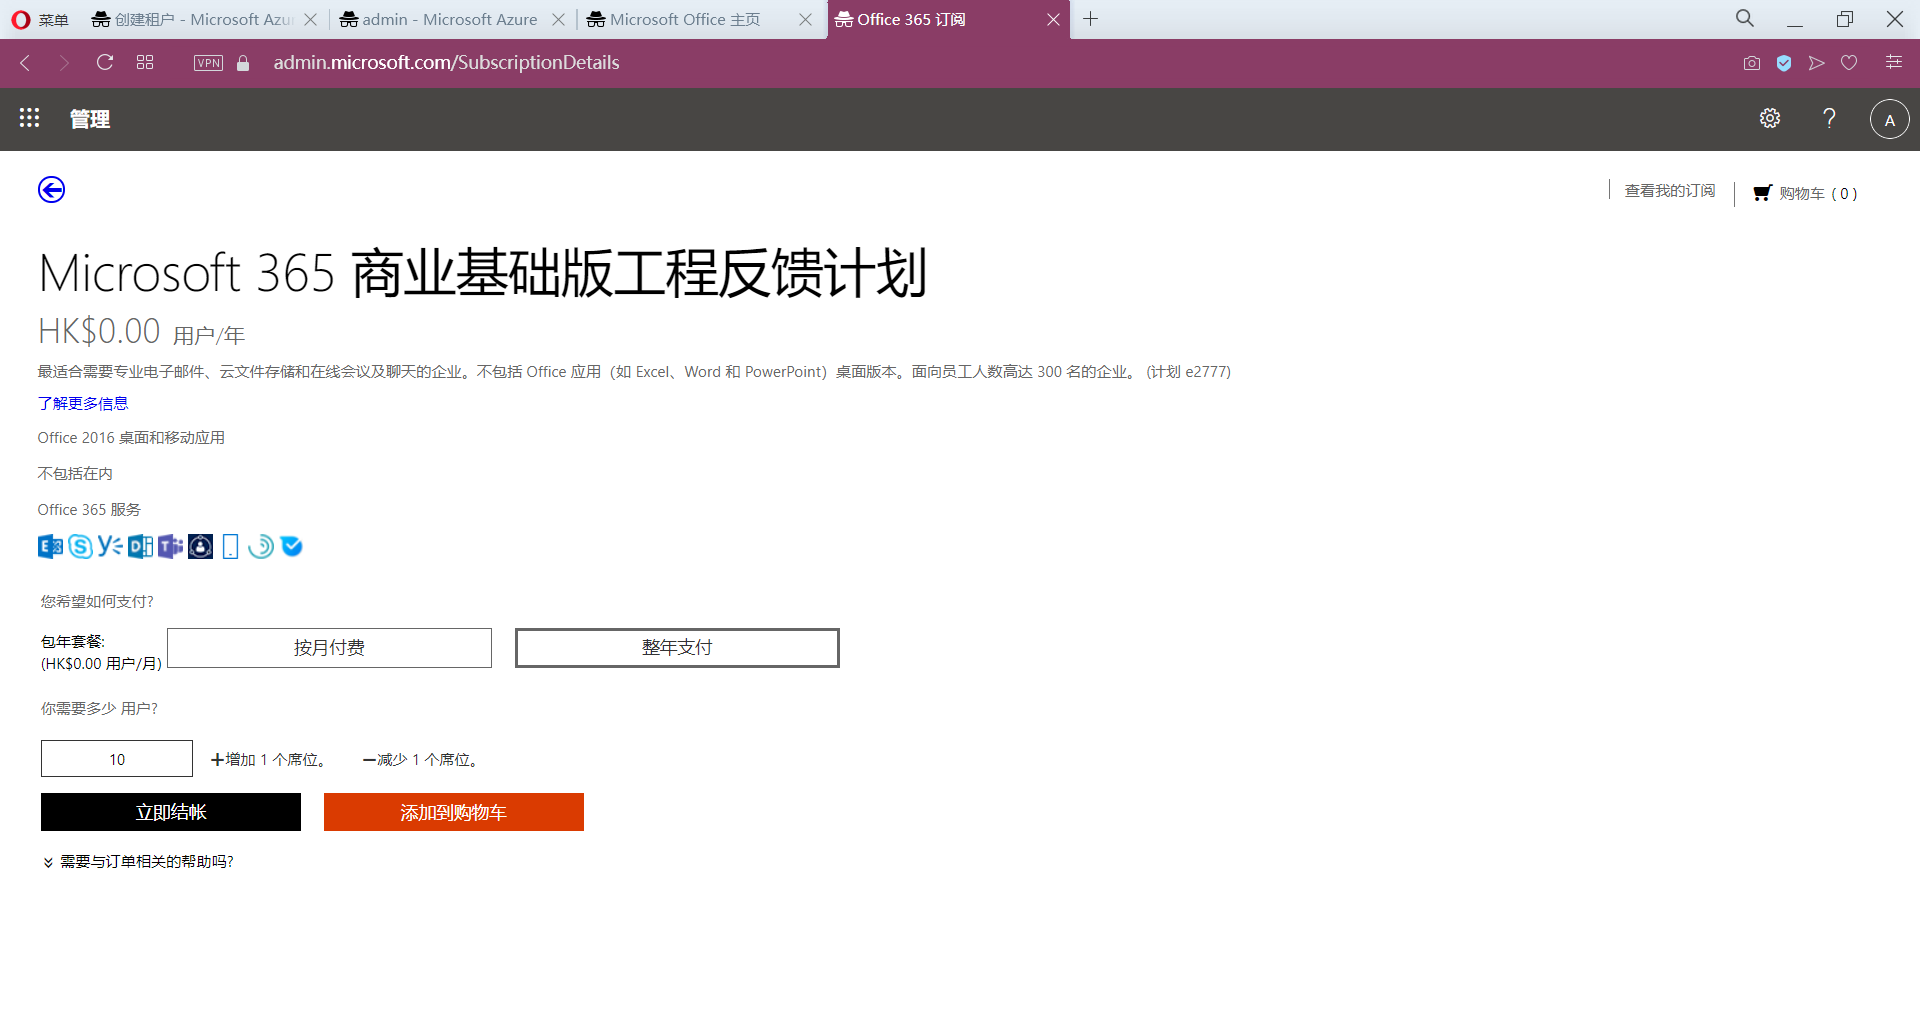 菜单
创建租户 - Microsoft Azu
admin - Microsoft Azure
Microsoft Office 主页
Office 365 订阅
VPN
admin.microsoft.com/SubscriptionDetails
管理
A
查看我的订阅
购物车 ( 0 )
Microsoft 365 商业基础版工程反馈计划
HK$0.00 用户/年
最适合需要专业电子邮件、云文件存储和在线会议及聊天的企业。不包括 Office 应用（如 Excel、Word 和 PowerPoint）桌面版本。面向员工人数高达 300 名的企业。 (计划 e2777)
了解更多信息
Office 2016 桌面和移动应用
不包括在内
Office 365 服务
您希望如何支付?
包年套餐:
(HK$0.00 用户/月)
按月付费
整年支付
你需要多少 用户?
10
+增加 1 个席位。
−减少 1 个席位。
立即结帐
添加到购物车
需要与订单相关的帮助吗?